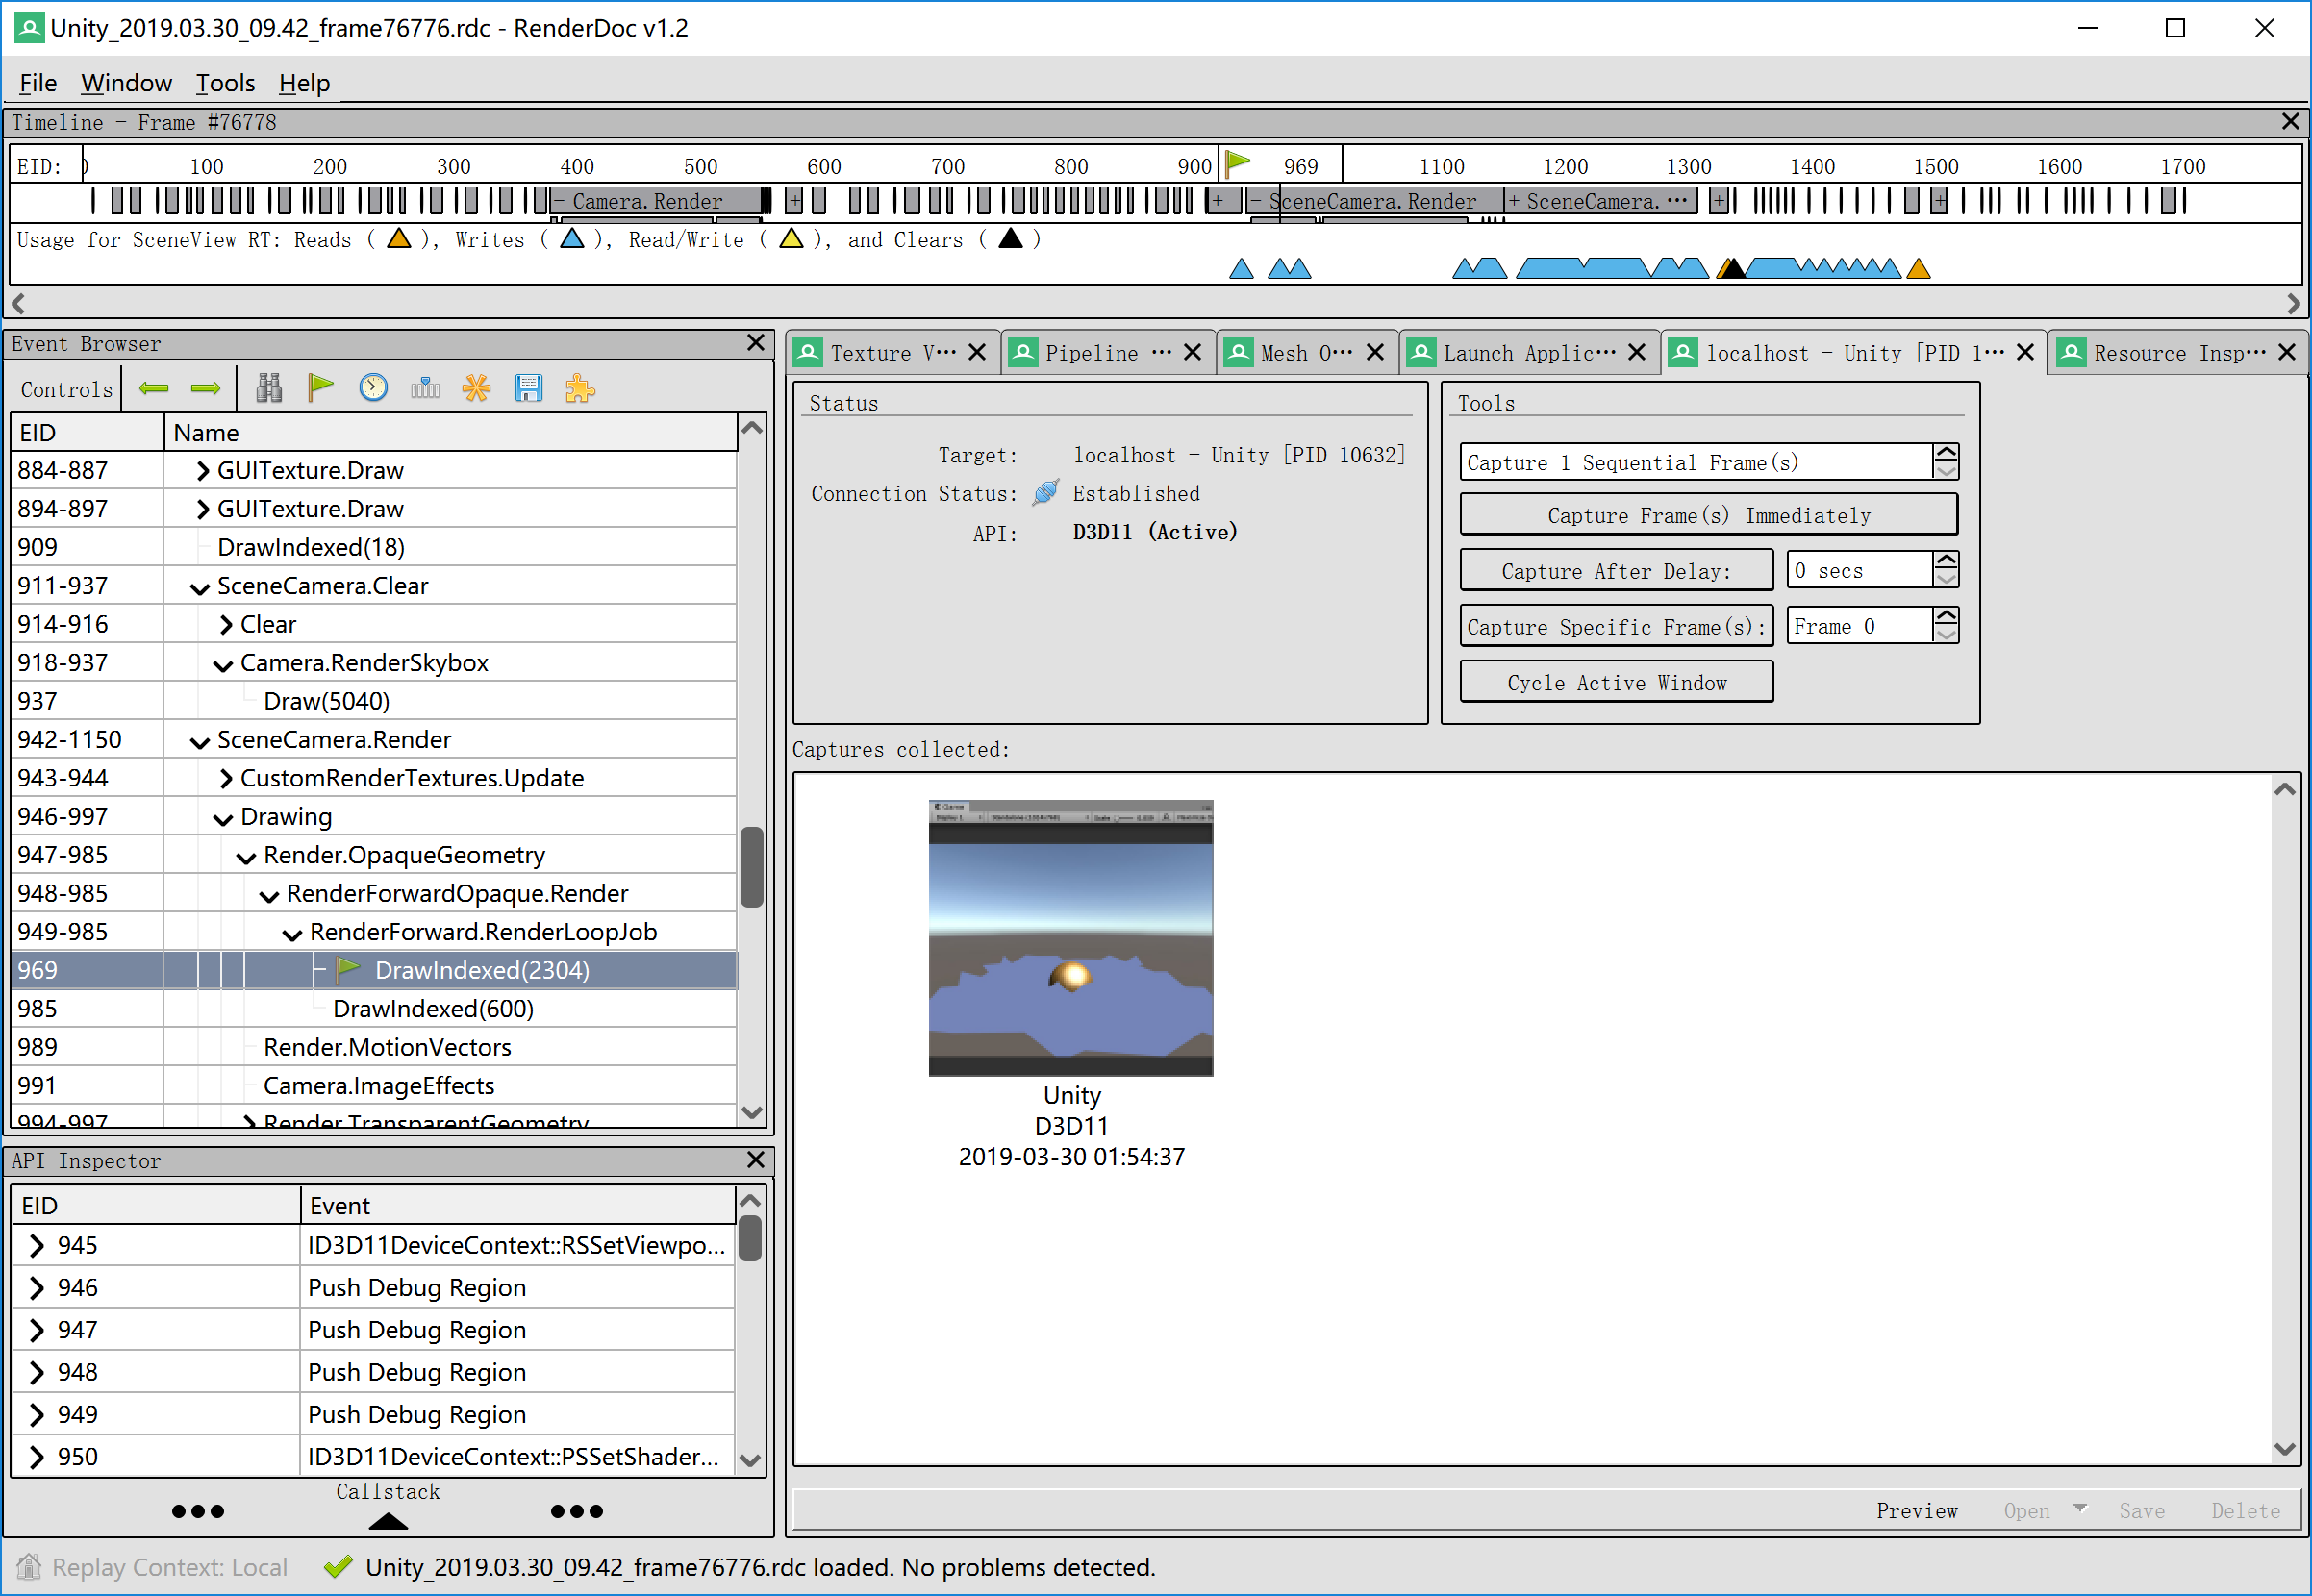 Unity_2019.03.30_09.42_frame76776.rdc - RenderDoc v1.2
File Window Tools Help
Timeline - Frame #76778
EID: 0 100 200 300 400 500 600 700 800 900 969 1100 1200 1300 1400 1500 1600 1700
- Camera.Render + + - SceneCamera.Render + SceneCamera.… + +
Usage for SceneView RT: Reads ( ), Writes ( ), Read/Write ( ), and Clears ( )
Event Browser
Controls
EID Name
884-887 GUITexture.Draw
894-897 GUITexture.Draw
909 DrawIndexed(18)
911-937 SceneCamera.Clear
914-916 Clear
918-937 Camera.RenderSkybox
937 Draw(5040)
942-1150 SceneCamera.Render
943-944 CustomRenderTextures.Update
946-997 Drawing
947-985 Render.OpaqueGeometry
948-985 RenderForwardOpaque.Render
949-985 RenderForward.RenderLoopJob
969 DrawIndexed(2304)
985 DrawIndexed(600)
989 Render.MotionVectors
991 Camera.ImageEffects
994-997 Render.TransparentGeometry
API Inspector
EID Event
945 ID3D11DeviceContext::RSSetViewpo...
946 Push Debug Region
947 Push Debug Region
948 Push Debug Region
949 Push Debug Region
950 ID3D11DeviceContext::PSSetShader...
Callstack
Texture V… Pipeline … Mesh O… Launch Applic… localhost - Unity [PID 1… Resource Insp…
Status
Target: localhost - Unity [PID 10632]
Connection Status: Established
API: D3D11 (Active)
Tools
Capture 1 Sequential Frame(s)
Capture Frame(s) Immediately
Capture After Delay: 0 secs
Capture Specific Frame(s): Frame 0
Cycle Active Window
Captures collected:
Game
Unity
D3D11
2019-03-30 01:54:37
Preview Open Save Delete
Replay Context: Local Unity_2019.03.30_09.42_frame76776.rdc loaded. No problems detected.